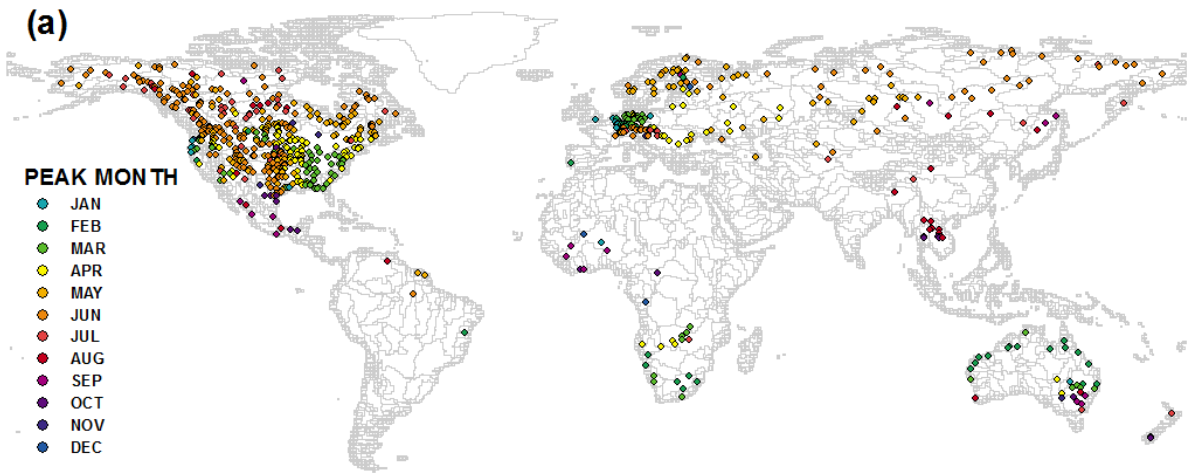 (a)
PEAK MONTH
JAN
FEB
MAR
APR
MAY
JUN
JUL
AUG
SEP
OCT
NOV
DEC